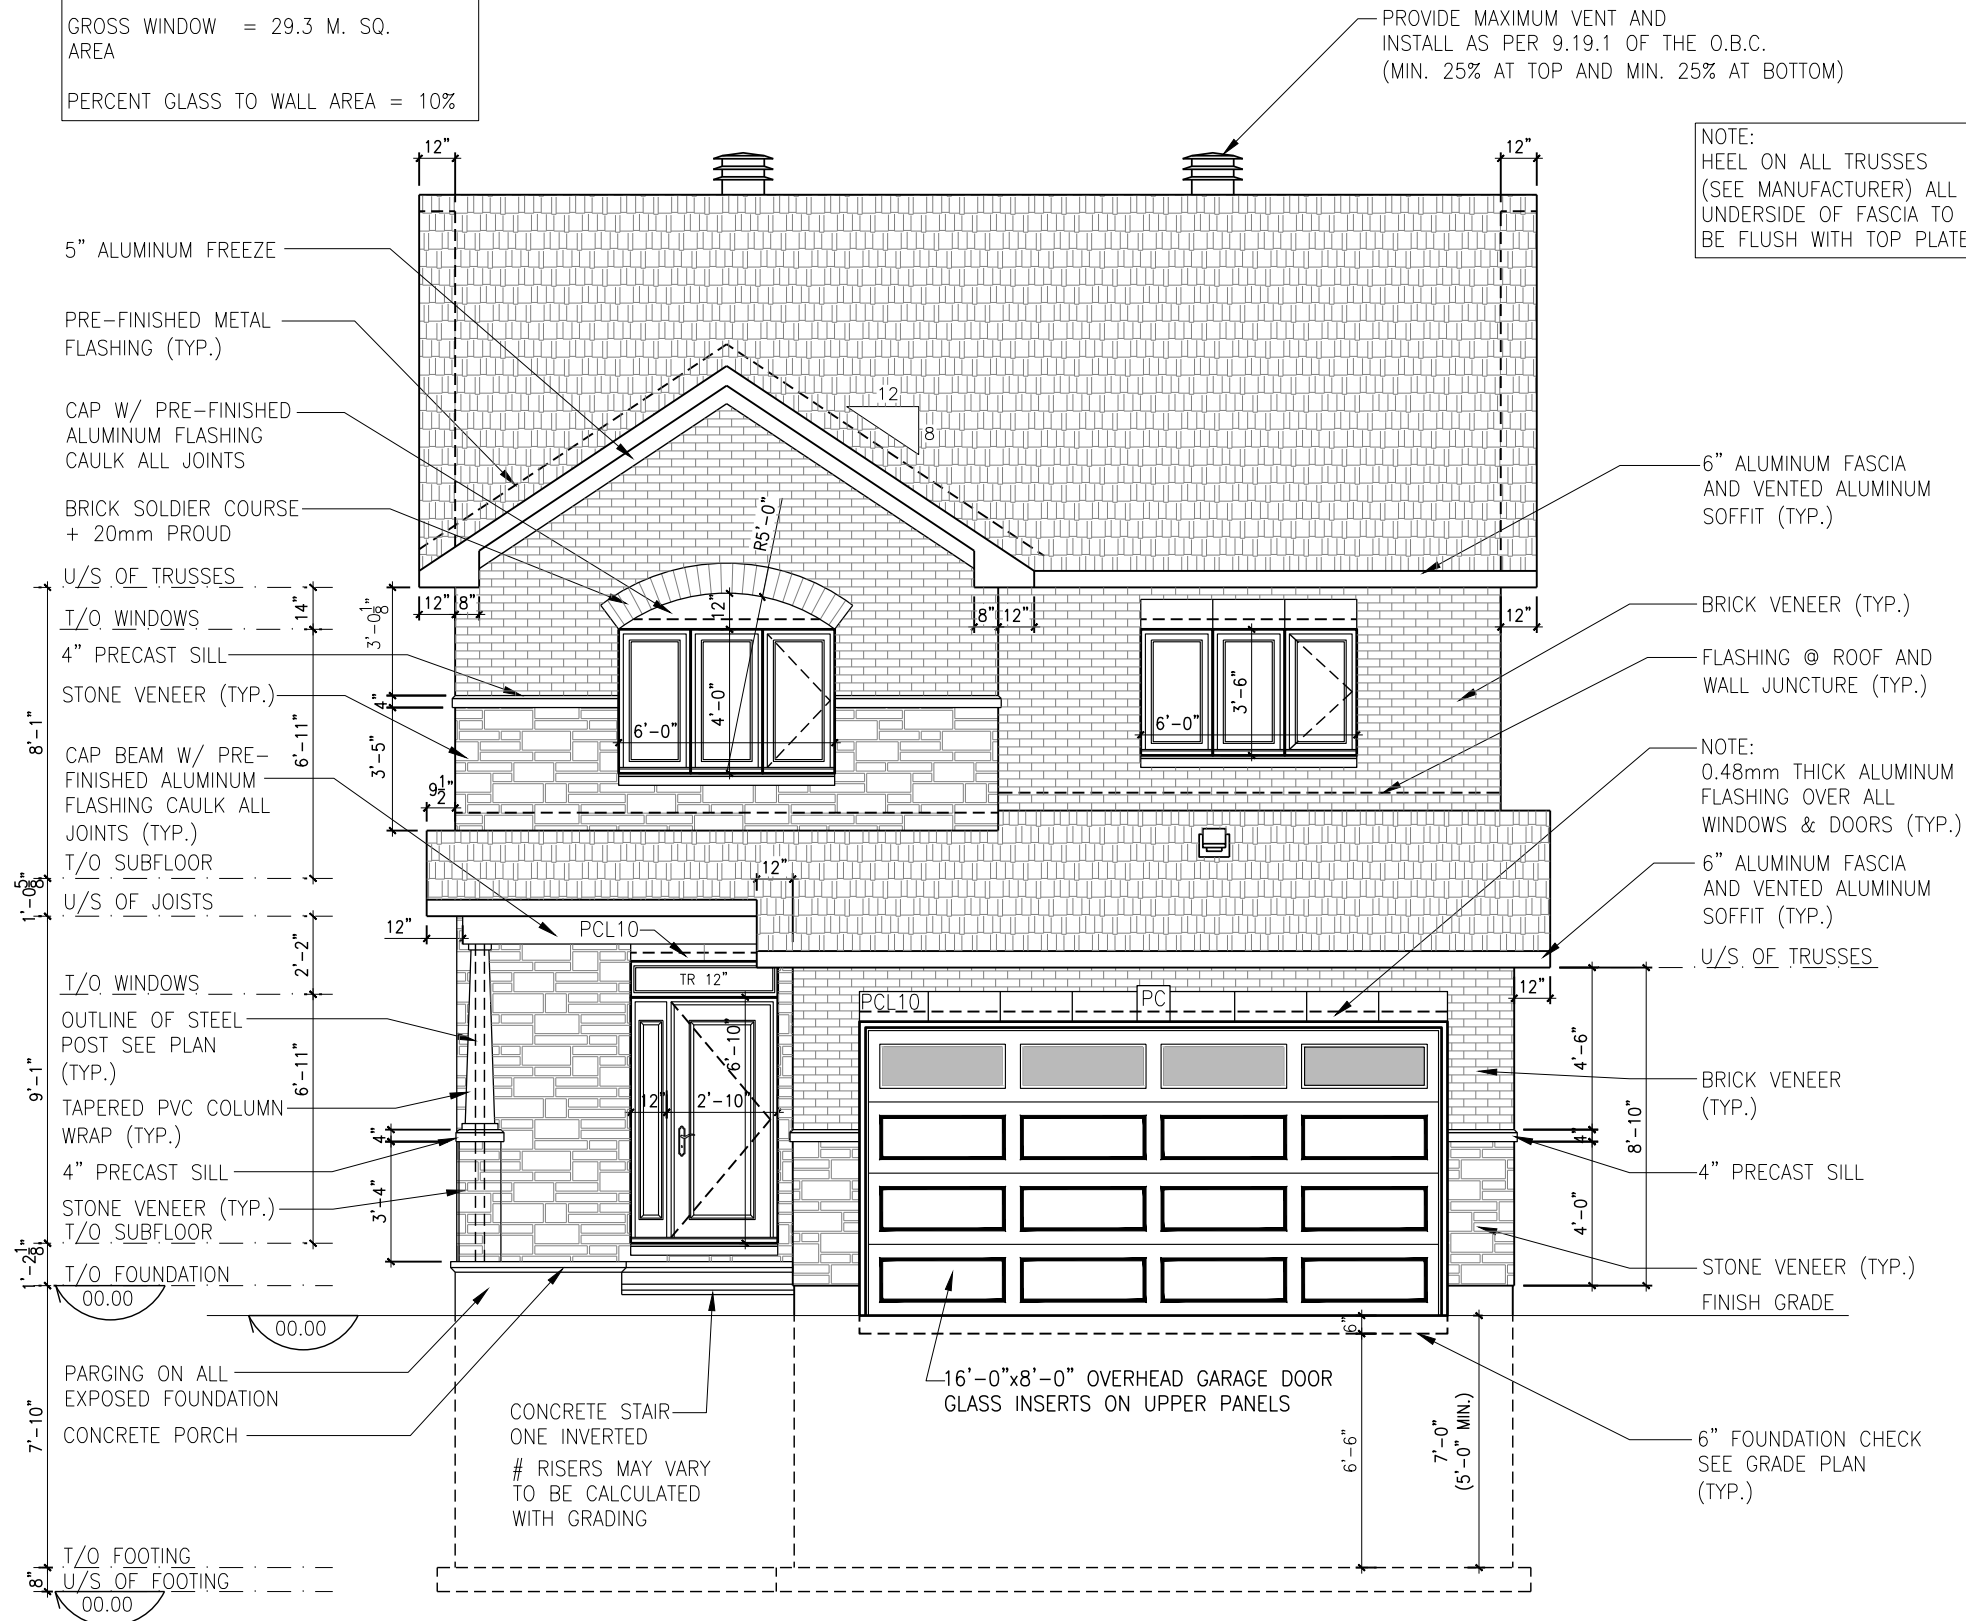 GROSS WINDOW = 29.3 M. SQ.
AREA
PERCENT GLASS TO WALL AREA = 10%
PROVIDE MAXIMUM VENT AND
INSTALL AS PER 9.19.1 OF THE O.B.C.
(MIN. 25% AT TOP AND MIN. 25% AT BOTTOM)
NOTE:
HEEL ON ALL TRUSSES
(SEE MANUFACTURER) ALL
UNDERSIDE OF FASCIA TO
BE FLUSH WITH TOP PLATE
12"
12"
5" ALUMINUM FREEZE
PRE-FINISHED METAL
FLASHING (TYP.)
CAP W/ PRE-FINISHED
ALUMINUM FLASHING
CAULK ALL JOINTS
BRICK SOLDIER COURSE
+ 20mm PROUD
U/S OF TRUSSES
T/O WINDOWS
4" PRECAST SILL
STONE VENEER (TYP.)
CAP BEAM W/ PRE-
FINISHED ALUMINUM
FLASHING CAULK ALL
JOINTS (TYP.)
T/O SUBFLOOR
U/S OF JOISTS
T/O WINDOWS
OUTLINE OF STEEL
POST SEE PLAN
(TYP.)
TAPERED PVC COLUMN
WRAP (TYP.)
4" PRECAST SILL
STONE VENEER (TYP.)
T/O SUBFLOOR
T/O FOUNDATION
00.00
00.00
PARGING ON ALL
EXPOSED FOUNDATION
CONCRETE PORCH
T/O FOOTING
U/S OF FOOTING
00.00
8'-1"
1'-0 5/8"
9'-1"
1'-2 1/8"
7'-10"
8"
14"
6'-11"
2'-2"
6'-11"
3'-0 1/8"
4"
3'-5"
4"
3'-4"
12"
8"
9 1/2"
12"
12
8
R5'-0"
12"
6'-0"
4'-0"
8"
12"
6'-0"
3'-6"
12"
12"
PCL10
TR 12"
6'-10"
12"
2'-10"
PCL10
PC
12"
4'-6"
4"
4'-0"
8'-10"
6" ALUMINUM FASCIA
AND VENTED ALUMINUM
SOFFIT (TYP.)
BRICK VENEER (TYP.)
FLASHING @ ROOF AND
WALL JUNCTURE (TYP.)
NOTE:
0.48mm THICK ALUMINUM
FLASHING OVER ALL
WINDOWS & DOORS (TYP.)
6" ALUMINUM FASCIA
AND VENTED ALUMINUM
SOFFIT (TYP.)
U/S OF TRUSSES
BRICK VENEER
(TYP.)
4" PRECAST SILL
STONE VENEER (TYP.)
FINISH GRADE
6"
6'-6"
7'-0"
(5'-0" MIN.)
16'-0"x8'-0" OVERHEAD GARAGE DOOR
GLASS INSERTS ON UPPER PANELS
CONCRETE STAIR
ONE INVERTED
# RISERS MAY VARY
TO BE CALCULATED
WITH GRADING
6" FOUNDATION CHECK
SEE GRADE PLAN
(TYP.)